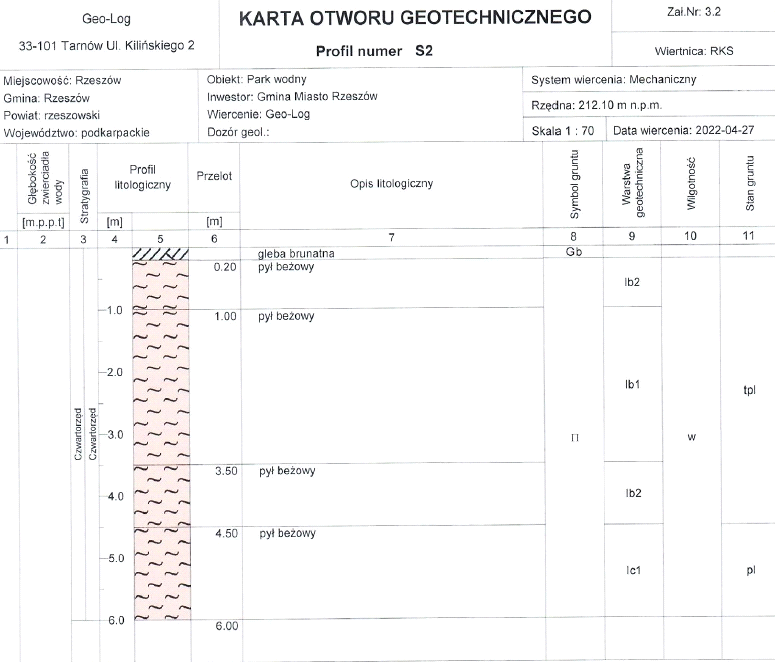 Geo-Log
33-101 Tarnów Ul. Kilińskiego 2
KARTA OTWORU GEOTECHNICZNEGO
Profil numer S2
Zał.Nr: 3.2
Wiertnica: RKS
Miejscowość: Rzeszów
Gmina: Rzeszów
Powiat: rzeszowski
Województwo: podkarpackie
Obiekt: Park wodny
Inwestor: Gmina Miasto Rzeszów
Wiercenie: Geo-Log
Dozór geol.:
System wiercenia: Mechaniczny
Rzędna: 212.10 m n.p.m.
Skala 1 : 70 Data wiercenia: 2022-04-27
Głębokość zwierciadła wody
[m.p.p.t]
Stratygrafia
Profil litologiczny
[m]
Przelot
[m]
Opis litologiczny
Symbol gruntu
Warstwa geotechniczna
Wilgotność
Stan gruntu
1 2 3 4 5 6 7 8 9 10 11
gleba brunatna Gb
0.20 pył beżowy
Ib2
1.0 1.00 pył beżowy
2.0
Ib1 tpl
Czwartorzęd
Czwartorzęd
3.0 Π w
3.50 pył beżowy
4.0 Ib2
4.50 pył beżowy
5.0
Ic1 pl
6.0 6.00